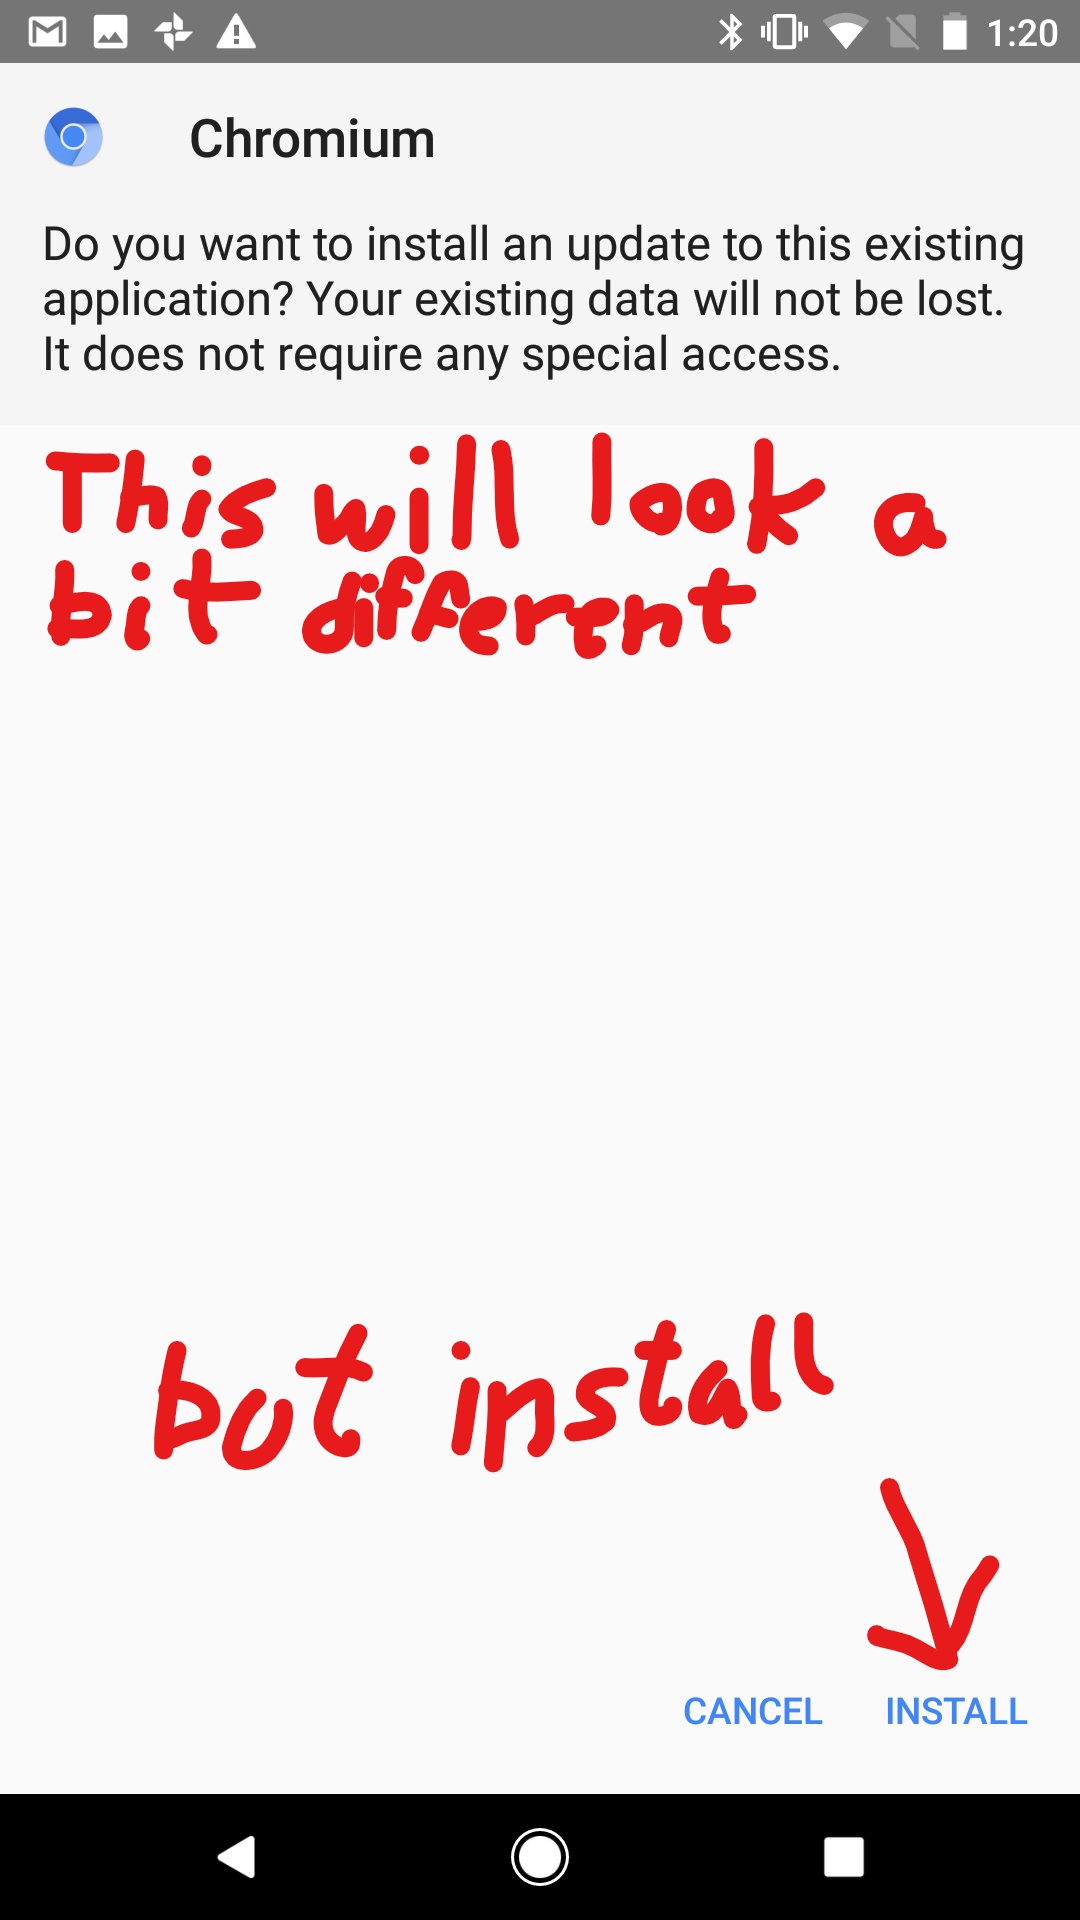 1:20
Chromium
Do you want to install an update to this existing
application? Your existing data will not be lost.
It does not require any special access.
This will look a
bit different
but install
CANCEL INSTALL